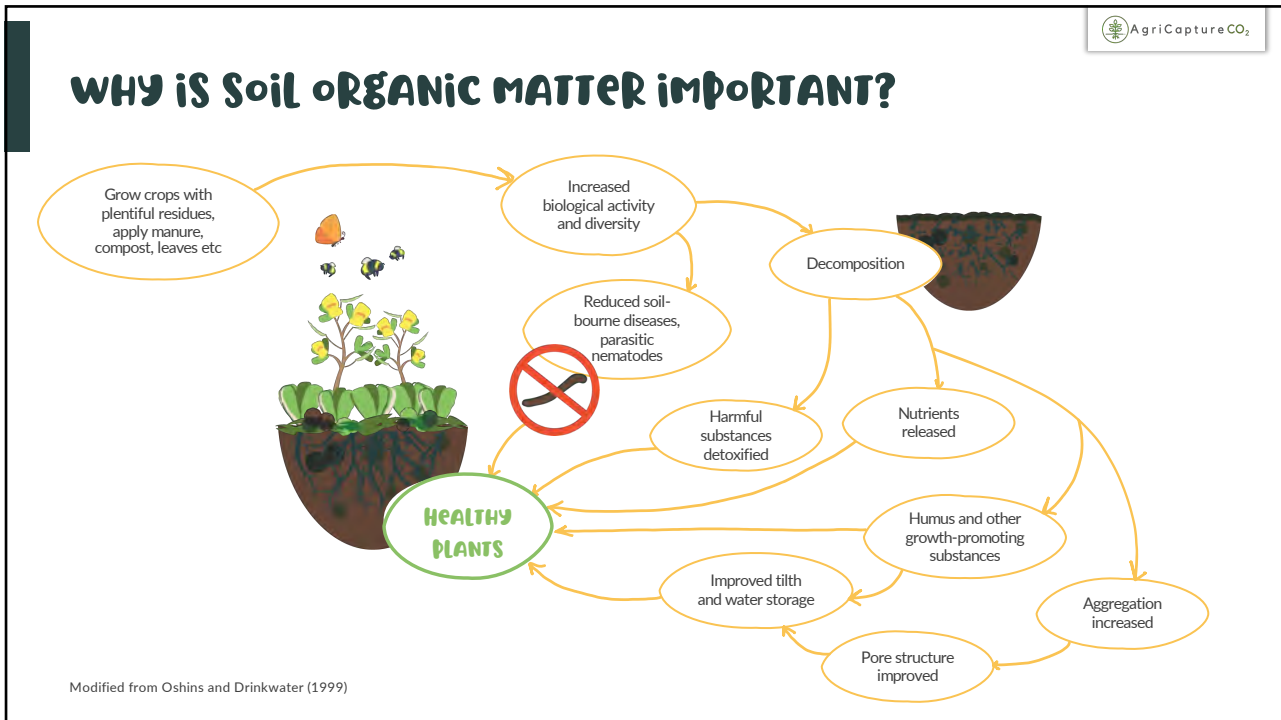 AgriCaptureCO₂
WHY IS SOIL ORGANIC MATTER IMPORTANT?
Grow crops with
plentiful residues,
apply manure,
compost, leaves etc
Increased
biological activity
and diversity
Decomposition
Reduced soil-
bourne diseases,
parasitic
nematodes
Harmful
substances
detoxified
Nutrients
released
HEALTHY
PLANTS
Humus and other
growth-promoting
substances
Improved tilth
and water storage
Aggregation
increased
Pore structure
improved
Modified from Oshins and Drinkwater (1999)